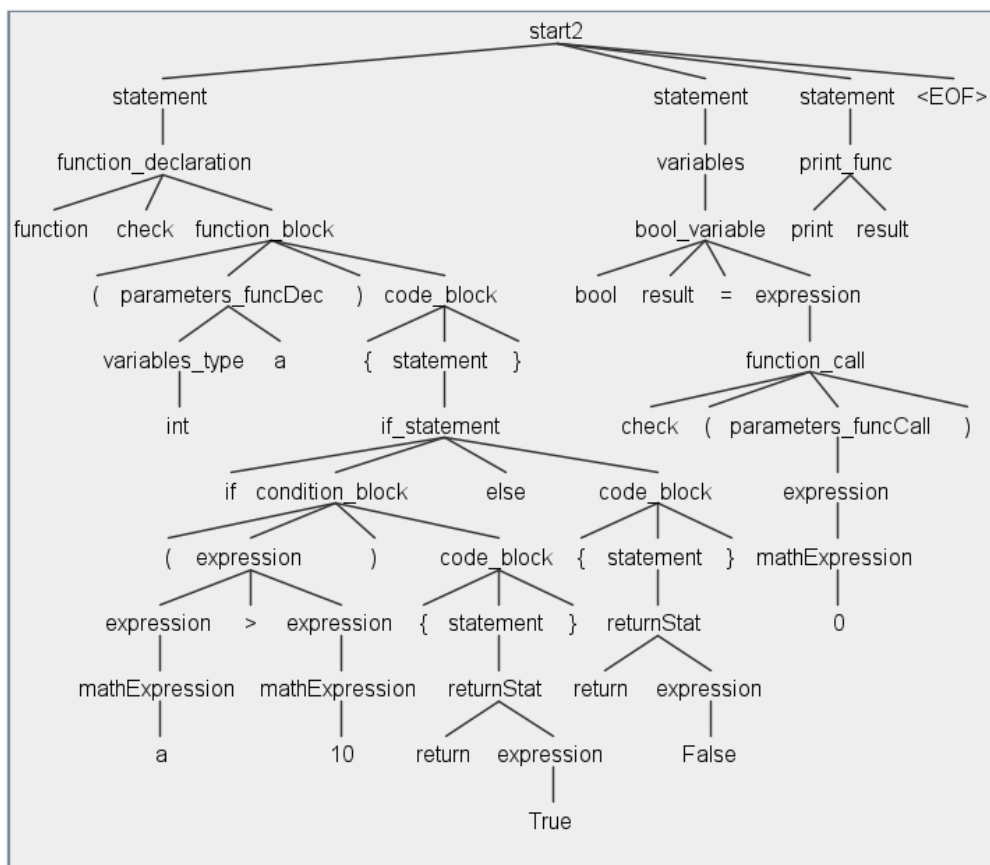 start2
statement statement statement <EOF>
function_declaration variables print_func
function check function_block bool_variable print result
( parameters_funcDec ) code_block bool result = expression
variables_type a { statement } function_call
int if_statement check ( parameters_funcCall )
if condition_block else code_block expression
( expression ) code_block { statement } mathExpression
expression > expression { statement } returnStat 0
mathExpression mathExpression returnStat return expression
a 10 return expression False
True